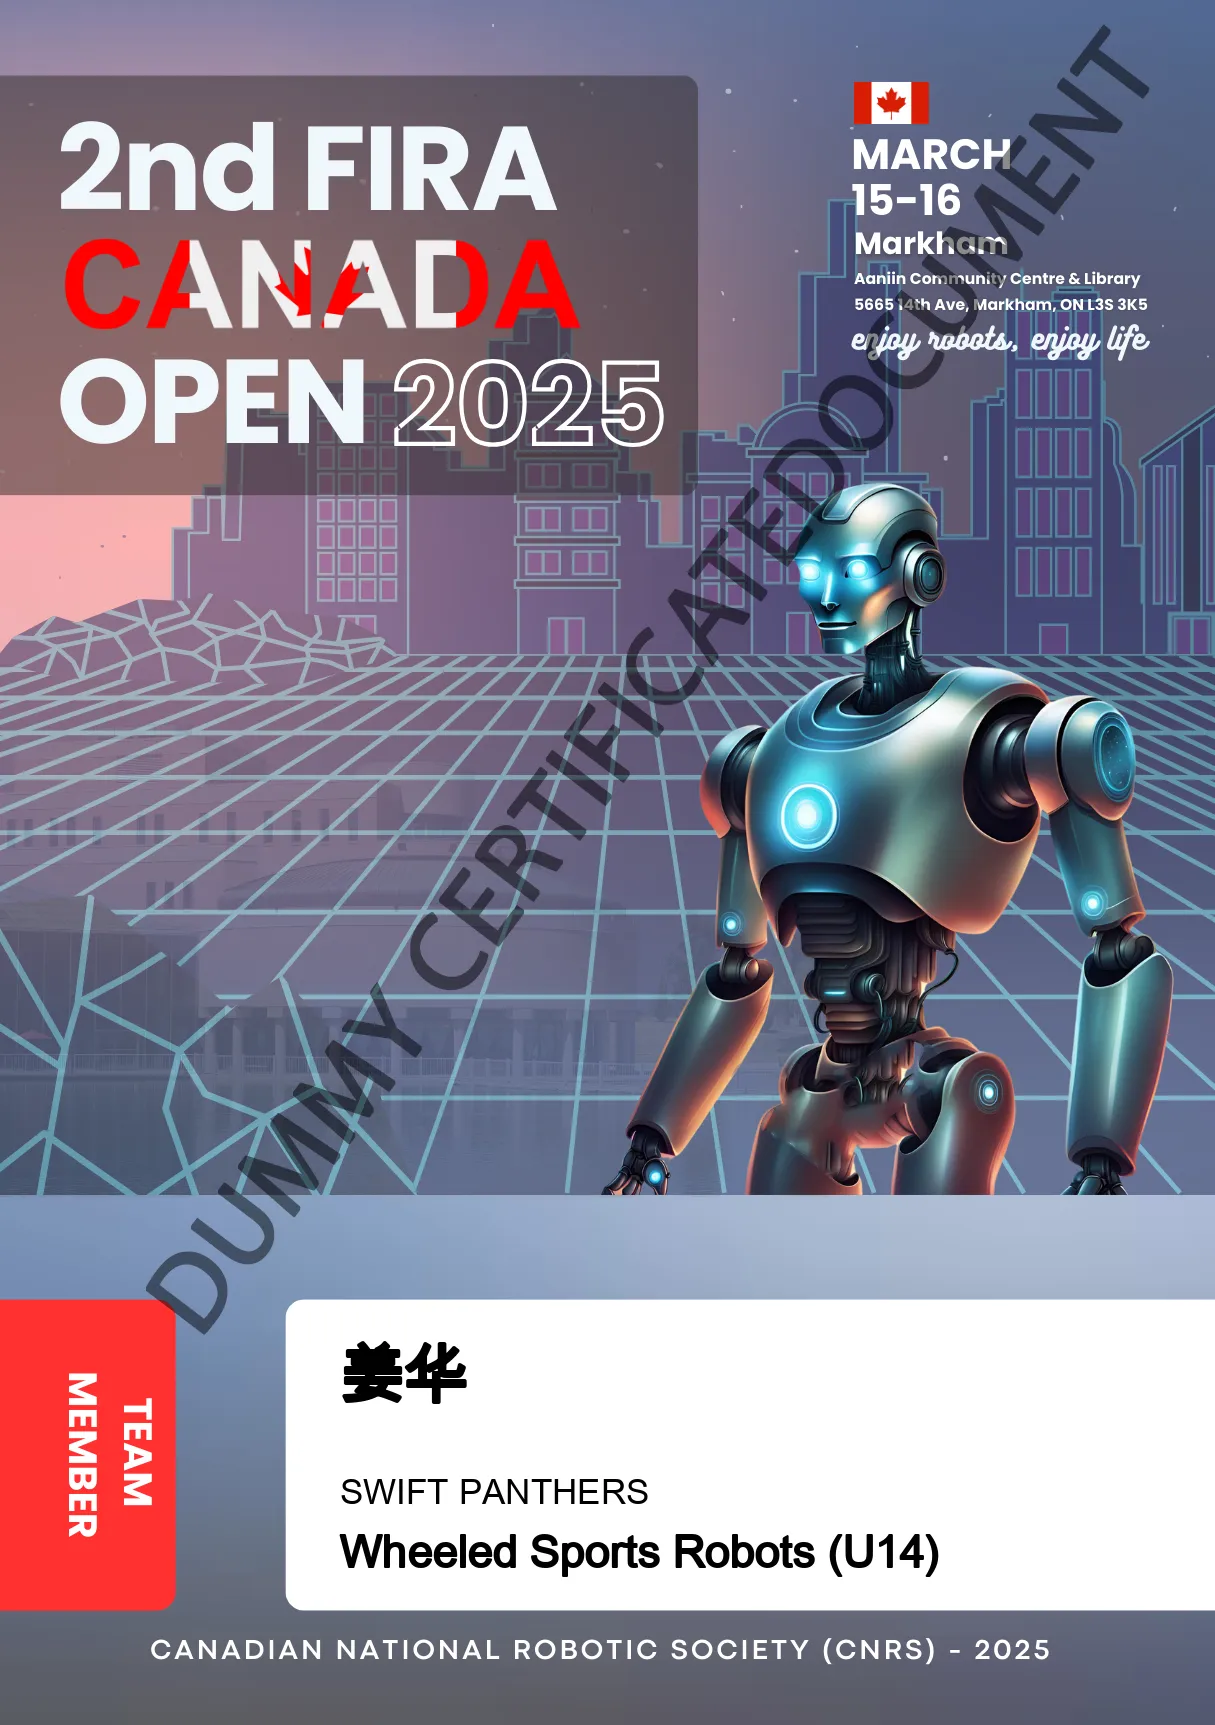 2nd FIRA
CANADA
OPEN 2025
MARCH
15-16
Markham
Aaniin Community Centre & Library
5665 14th Ave, Markham, ON L3S 3K5
enjoy robots, enjoy life
DUMMY CERTIFICATEDOCUMENT
TEAM
MEMBER
姜华
SWIFT PANTHERS
Wheeled Sports Robots (U14)
CANADIAN NATIONAL ROBOTIC SOCIETY (CNRS) - 2025